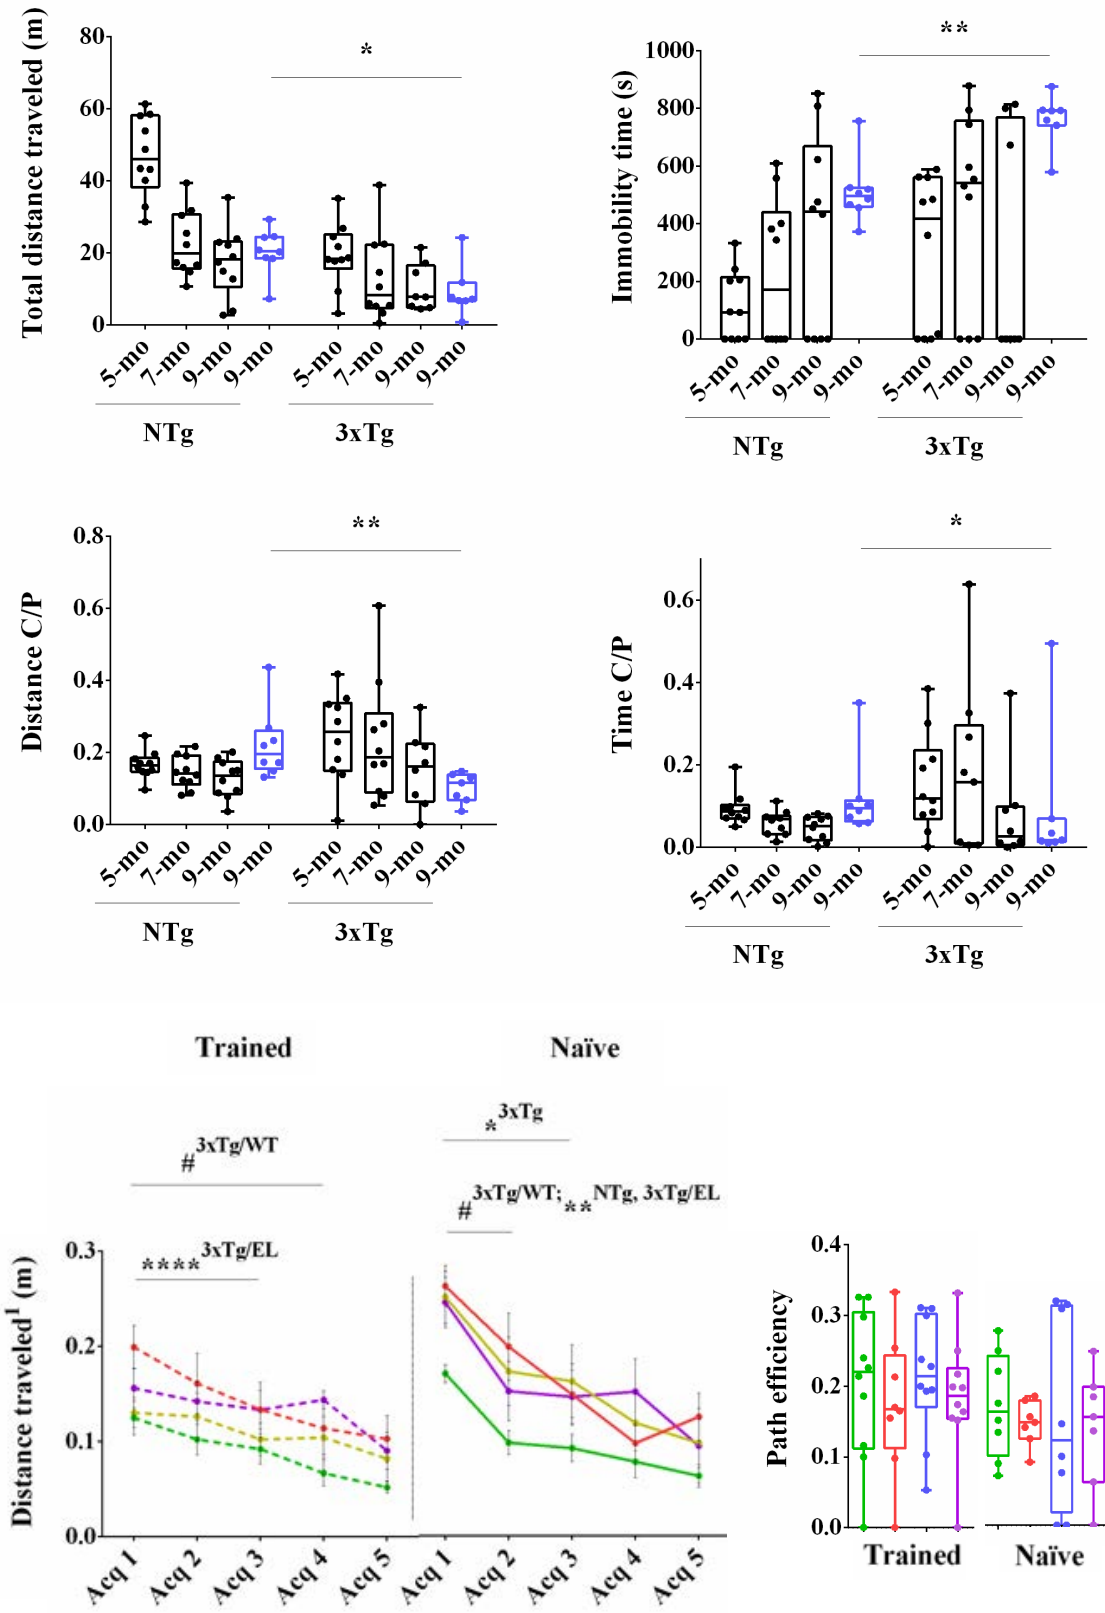 Total distance traveled (m)
80
60
40
20
0
*
5-mo 7-mo 9-mo 9-mo 5-mo 7-mo 9-mo 9-mo
NTg 3xTg
Immobility time (s)
1000
800
600
400
200
0
**
5-mo 7-mo 9-mo 9-mo 5-mo 7-mo 9-mo 9-mo
NTg 3xTg
Distance C/P
0.8
0.6
0.4
0.2
0.0
**
5-mo 7-mo 9-mo 9-mo 5-mo 7-mo 9-mo 9-mo
NTg 3xTg
Time C/P
0.6
0.4
0.2
0.0
*
5-mo 7-mo 9-mo 9-mo 5-mo 7-mo 9-mo 9-mo
NTg 3xTg
Trained Naïve
Distance traveled¹ (m)
0.3
0.2
0.1
0.0
#3xTg/WT
****3xTg/EL
*3xTg
#3xTg/WT; **NTg, 3xTg/EL
Acq 1 Acq 2 Acq 3 Acq 4 Acq 5 Acq 1 Acq 2 Acq 3 Acq 4 Acq 5
Path efficiency
0.4
0.3
0.2
0.1
0.0
Trained Naïve